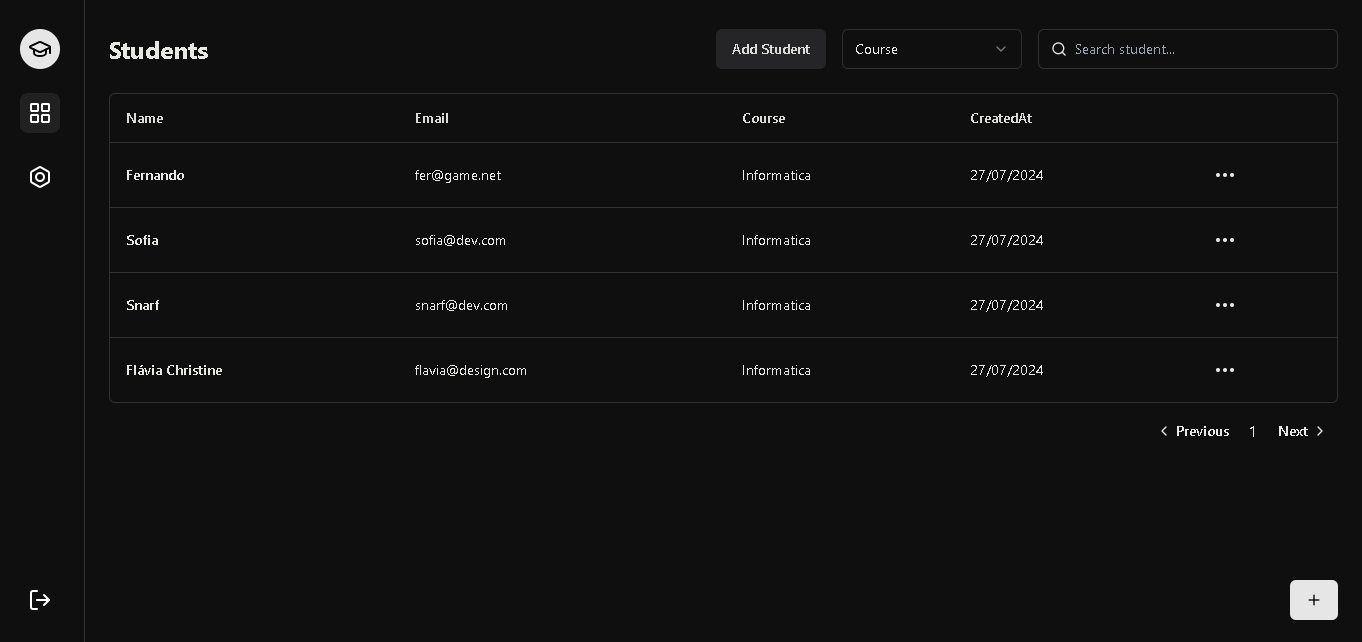 Students
Add Student Course Search student...
Name Email Course CreatedAt
Fernando fer@game.net Informatica 27/07/2024
Sofia sofia@dev.com Informatica 27/07/2024
Snarf snarf@dev.com Informatica 27/07/2024
Flávia Christine flavia@design.com Informatica 27/07/2024
Previous 1 Next